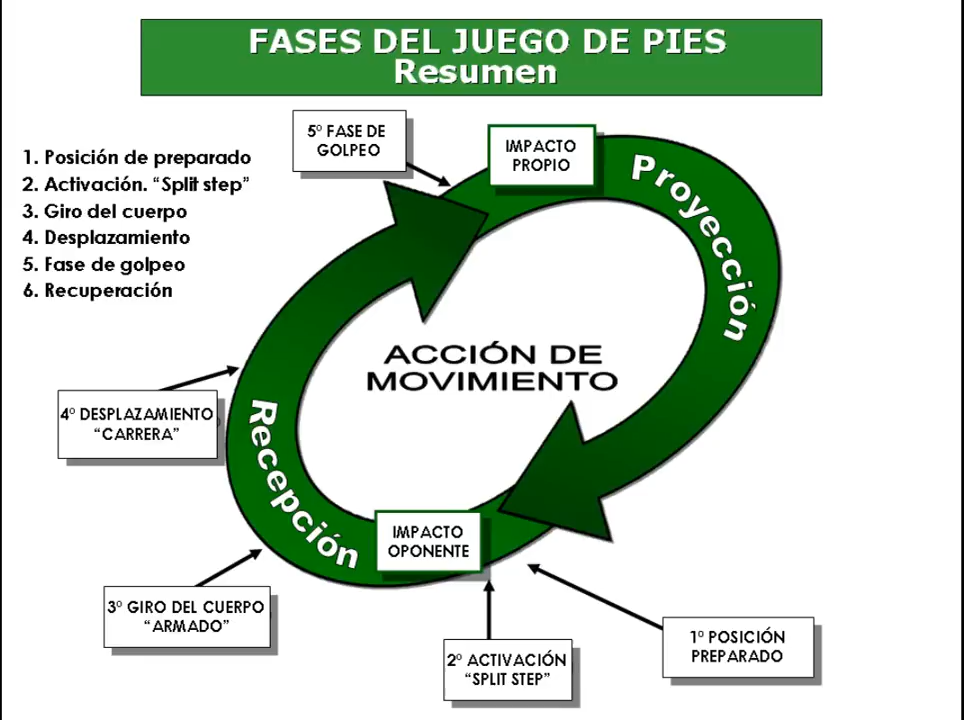 FASES DEL JUEGO DE PIES
Resumen
1. Posición de preparado
2. Activación. “Split step”
3. Giro del cuerpo
4. Desplazamiento
5. Fase de golpeo
6. Recuperación
5º FASE DE
GOLPEO
IMPACTO
PROPIO
Proyección
ACCIÓN DE
MOVIMIENTO
4º DESPLAZAMIENTO
“CARRERA”
Recepción
IMPACTO
OPONENTE
3º GIRO DEL CUERPO
“ARMADO”
2º ACTIVACIÓN
“SPLIT STEP”
1º POSICIÓN
PREPARADO